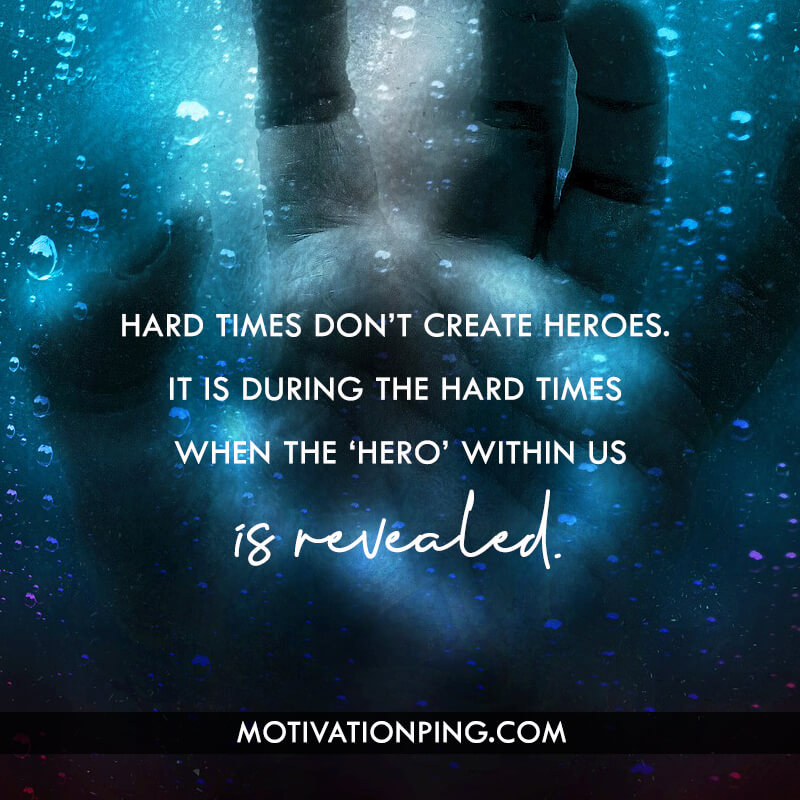 HARD TIMES DON’T CREATE HEROES.
IT IS DURING THE HARD TIMES
WHEN THE ‘HERO’ WITHIN US
is revealed.
MOTIVATIONPING.COM